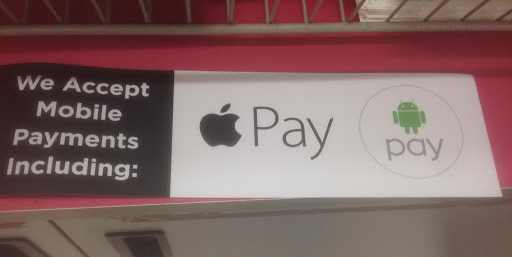 We Accept
Mobile
Payments
Including:
Pay
pay